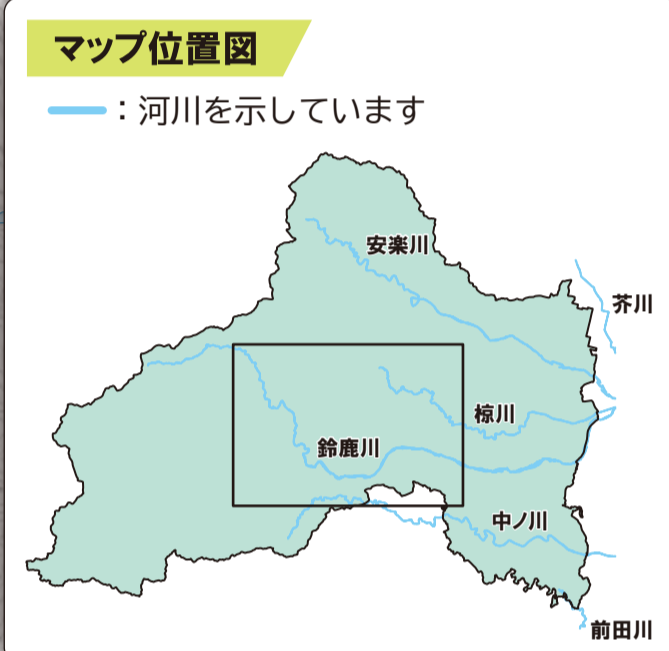 マップ位置図
：河川を示しています
安楽川
芥川
椋川
鈴鹿川
中ノ川
前田川